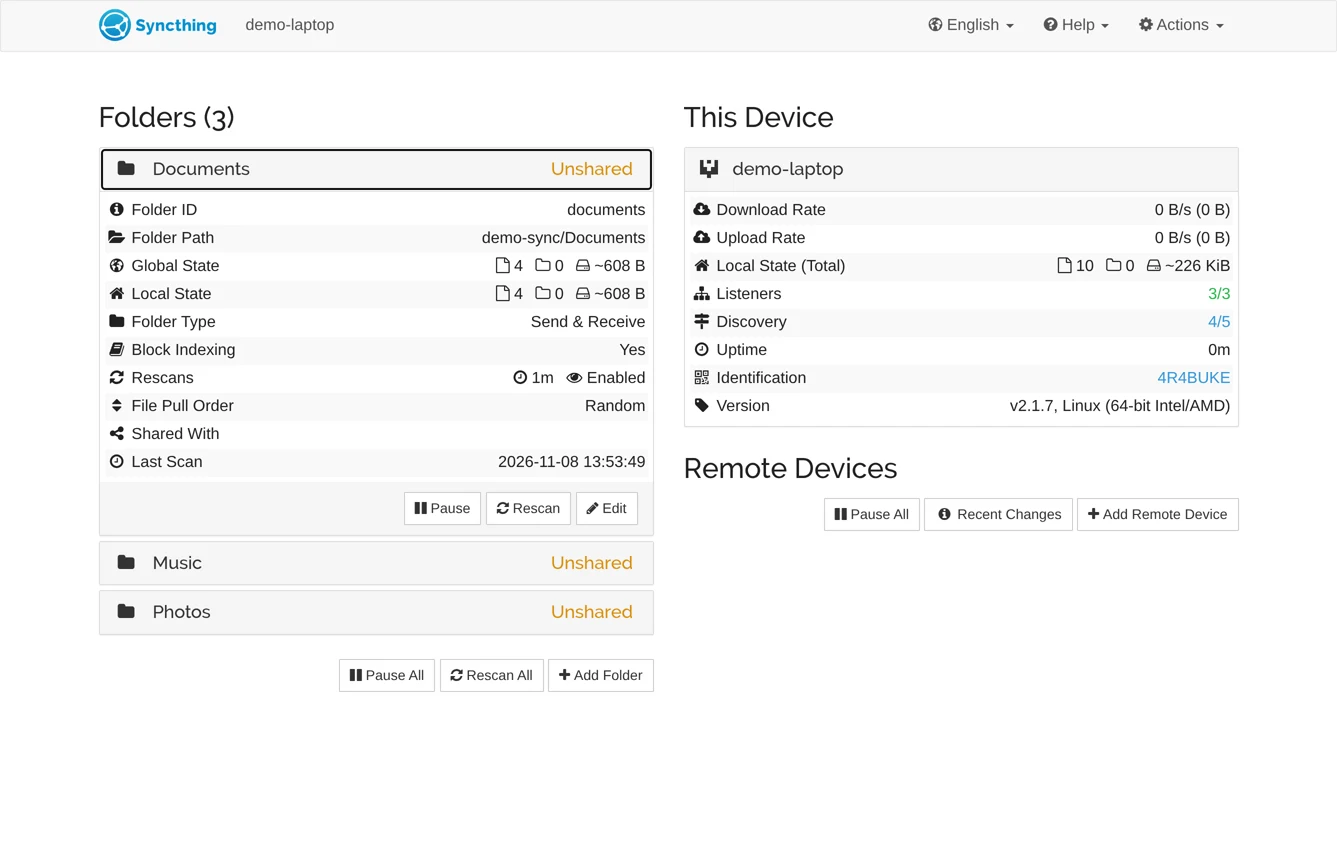 Syncthing demo-laptop English Help Actions
Folders (3)
Documents Unshared
Folder ID documents
Folder Path demo-sync/Documents
Global State 4 0 ~608 B
Local State 4 0 ~608 B
Folder Type Send & Receive
Block Indexing Yes
Rescans 1m Enabled
File Pull Order Random
Shared With
Last Scan 2026-11-08 13:53:49
Pause Rescan Edit
Music Unshared
Photos Unshared
Pause All Rescan All Add Folder
This Device
demo-laptop
Download Rate 0 B/s (0 B)
Upload Rate 0 B/s (0 B)
Local State (Total) 10 0 ~226 KiB
Listeners 3/3
Discovery 4/5
Uptime 0m
Identification 4R4BUKE
Version v2.1.7, Linux (64-bit Intel/AMD)
Remote Devices
Pause All Recent Changes Add Remote Device